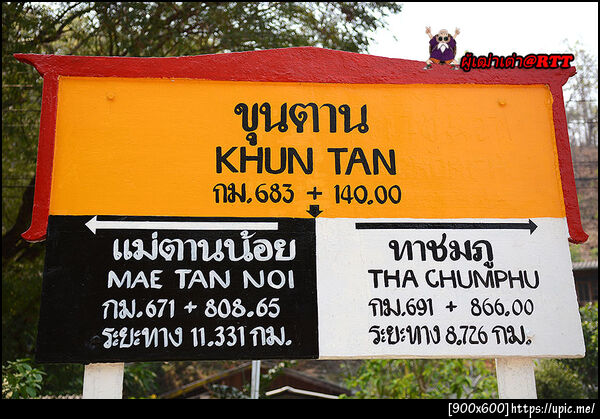 ผู้เฒ่าเต่า@RTT
ขุนตาน
KHUN TAN
กม.683 + 140.00
แม่ตานน้อย
MAE TAN NOI
กม.671 + 808.65
ระยะทาง 11.331 กม.
ทาชมภู
THA CHUMPHU
กม.691 + 866.00
ระยะทาง 8.726 กม.
[900x600]https://upic.me/